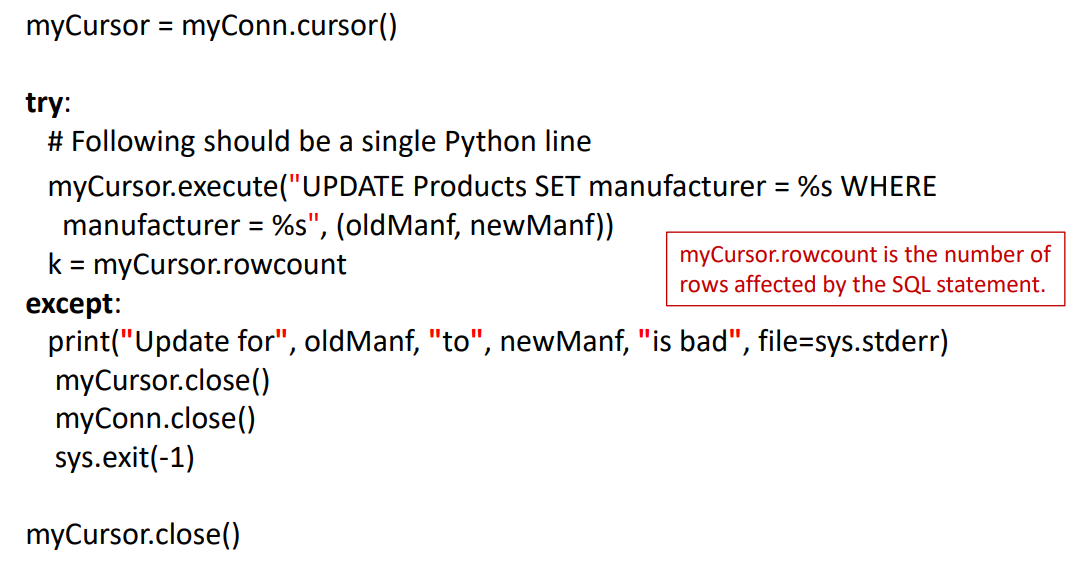 myCursor = myConn.cursor()
try:
# Following should be a single Python line
myCursor.execute("UPDATE Products SET manufacturer = %s WHERE
manufacturer = %s", (oldManf, newManf))
k = myCursor.rowcount
myCursor.rowcount is the number of
rows affected by the SQL statement.
except:
print("Update for", oldManf, "to", newManf, "is bad", file=sys.stderr)
myCursor.close()
myConn.close()
sys.exit(-1)
myCursor.close()